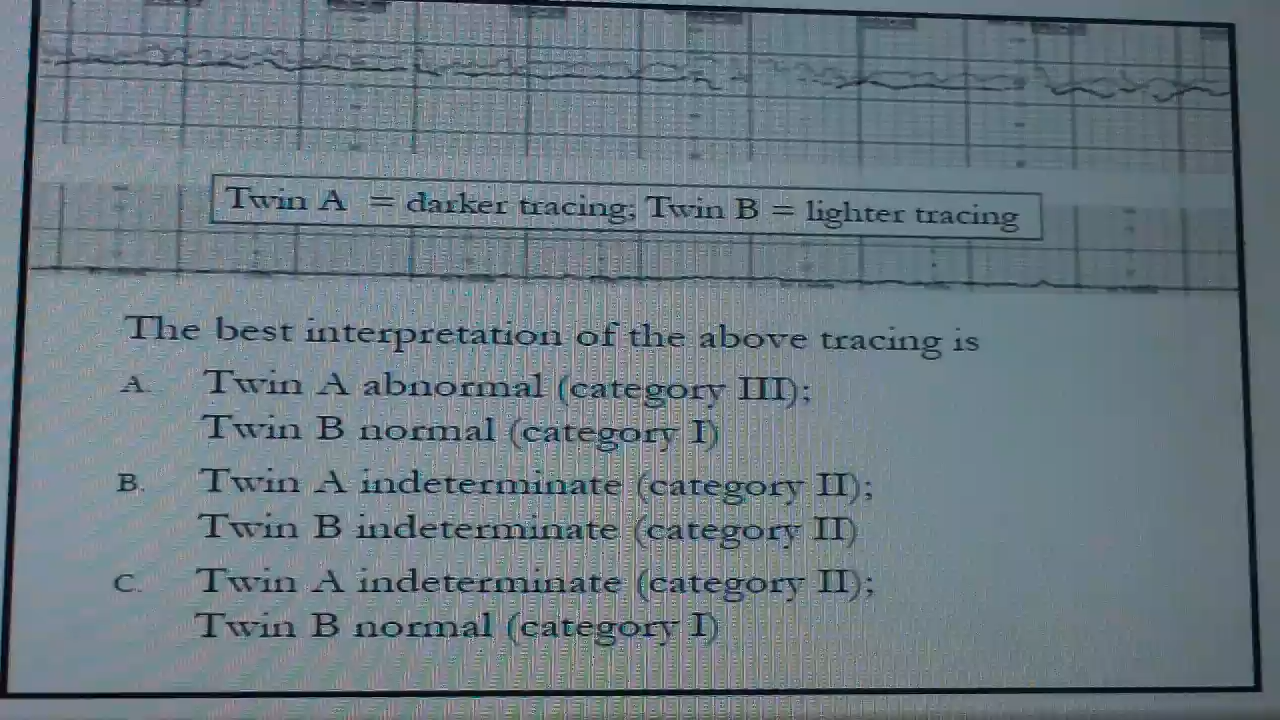 Twin A = darker tracing; Twin B = lighter tracing
The best interpretation of the above tracing is
A. Twin A abnormal (category III);
Twin B normal (category I)
B. Twin A indeterminate (category II);
Twin B indeterminate (category II)
C. Twin A indeterminate (category II);
Twin B normal (category I)